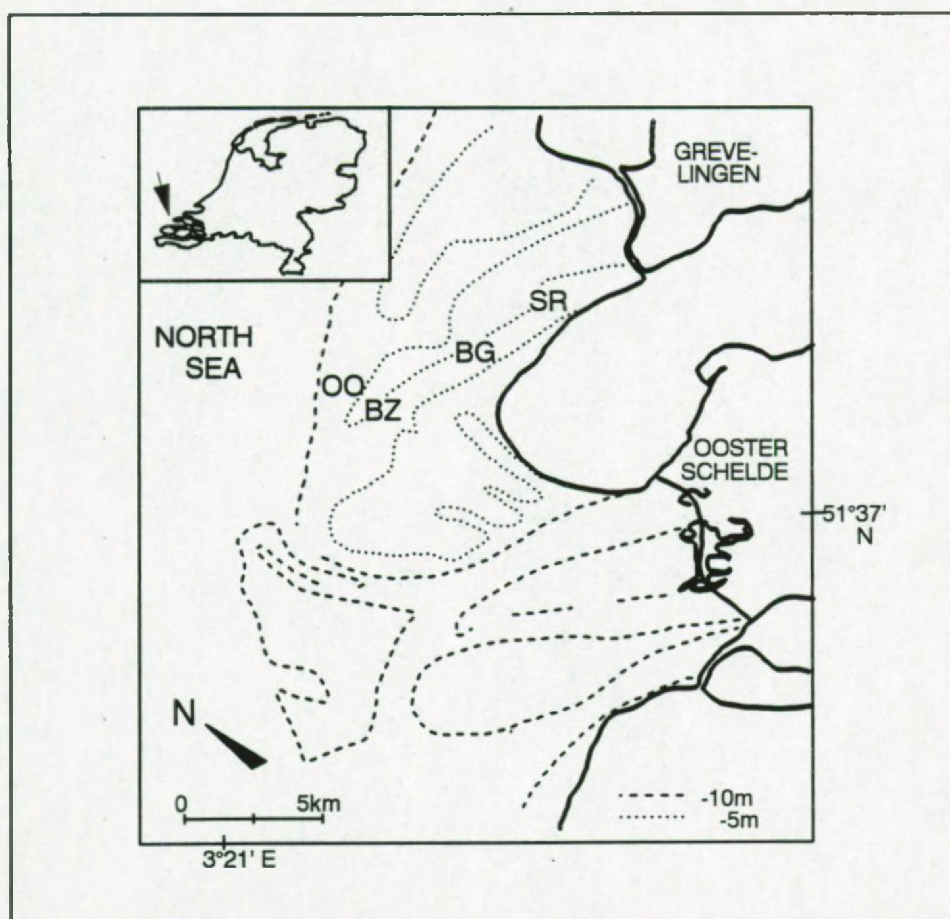 GREVE-
LINGEN
SR
NORTH
SEA
BG
OO
BZ
OOSTER
SCHELDE
51°37'
N
N
0 5km
-10m
-5m
3°21' E